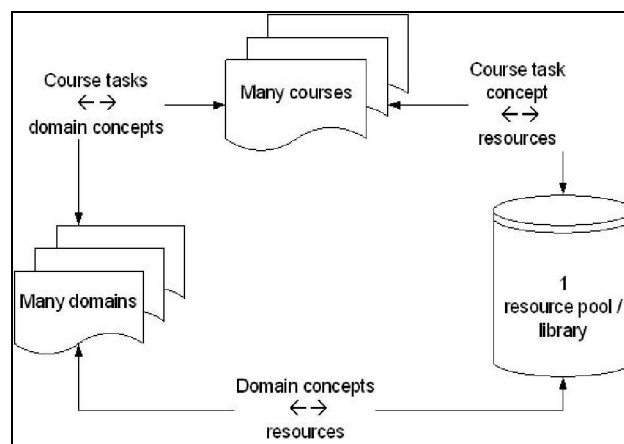 Many courses
Course tasks
<-->
domain concepts
Course task
concept
<-->
resources
Many domains
1
resource pool /
library
Domain concepts
<-->
resources